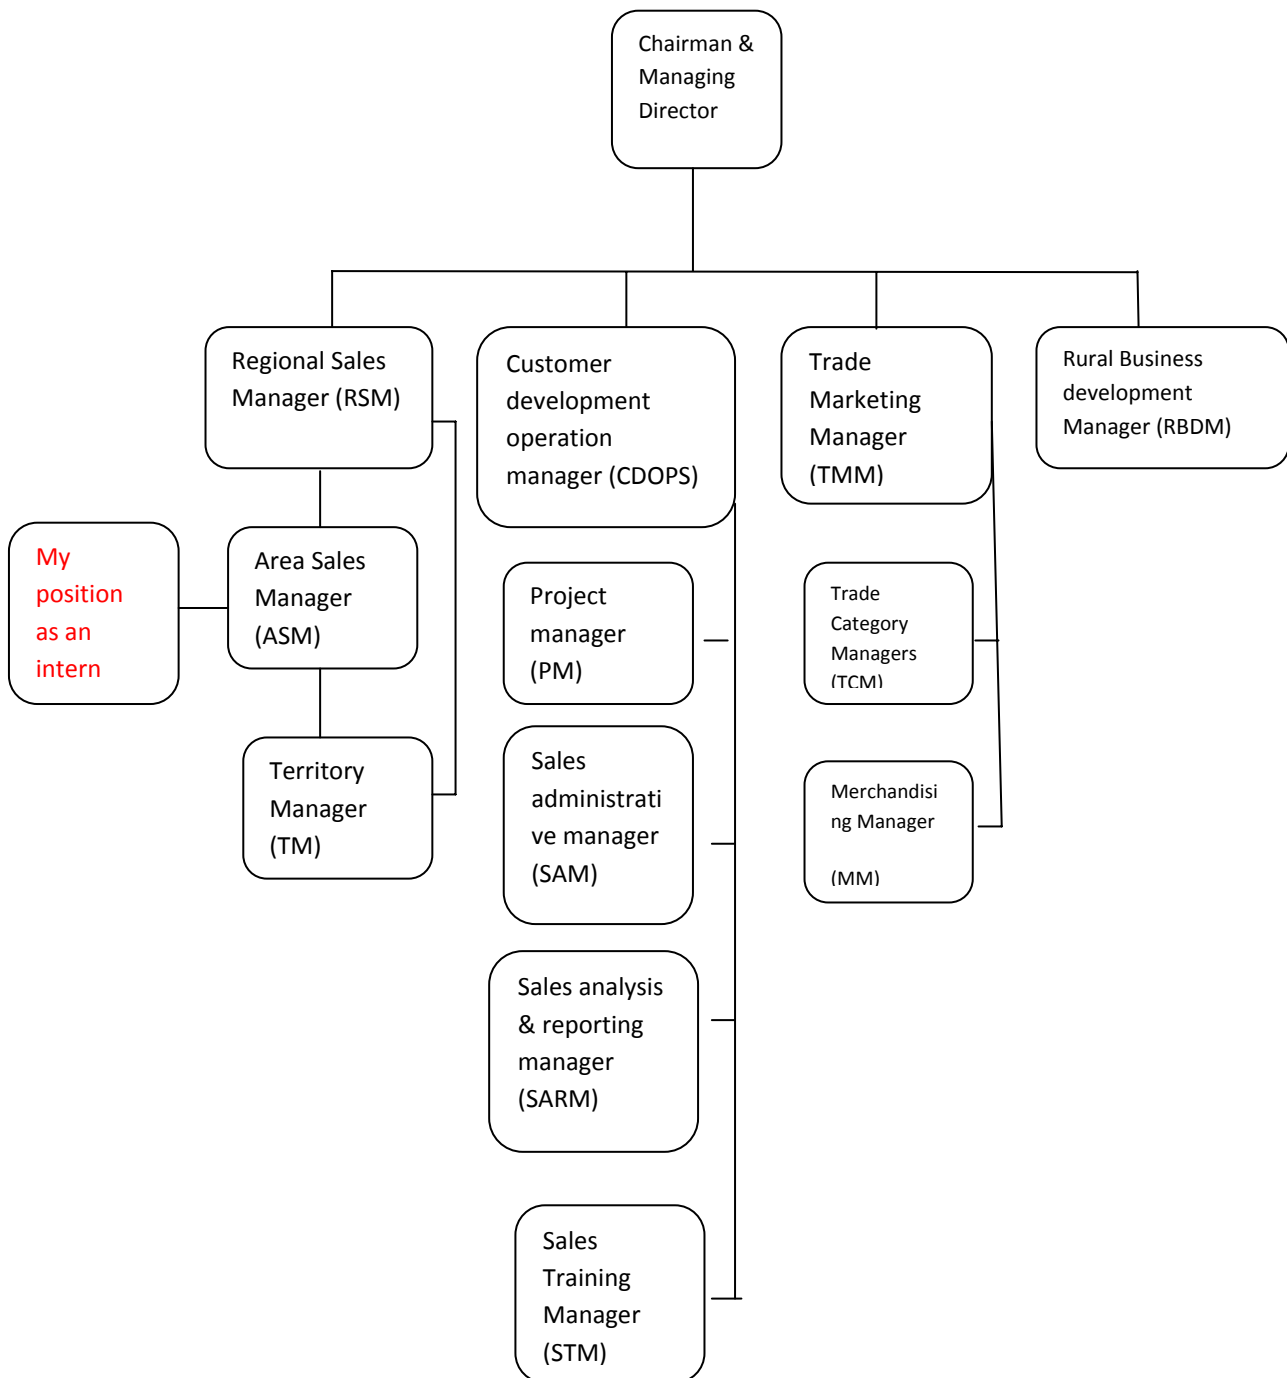 Chairman &
Managing
Director
Regional Sales
Manager (RSM)
Customer
development
operation
manager (CDOPS)
Trade
Marketing
Manager
(TMM)
Rural Business
development
Manager (RBDM)
My
position
as an
intern
Area Sales
Manager
(ASM)
Project
manager
(PM)
Trade
Category
Managers
(TCM)
Territory
Manager
(TM)
Sales
administrati
ve manager
(SAM)
Merchandisi
ng Manager
(MM)
Sales analysis
& reporting
manager
(SARM)
Sales
Training
Manager
(STM)